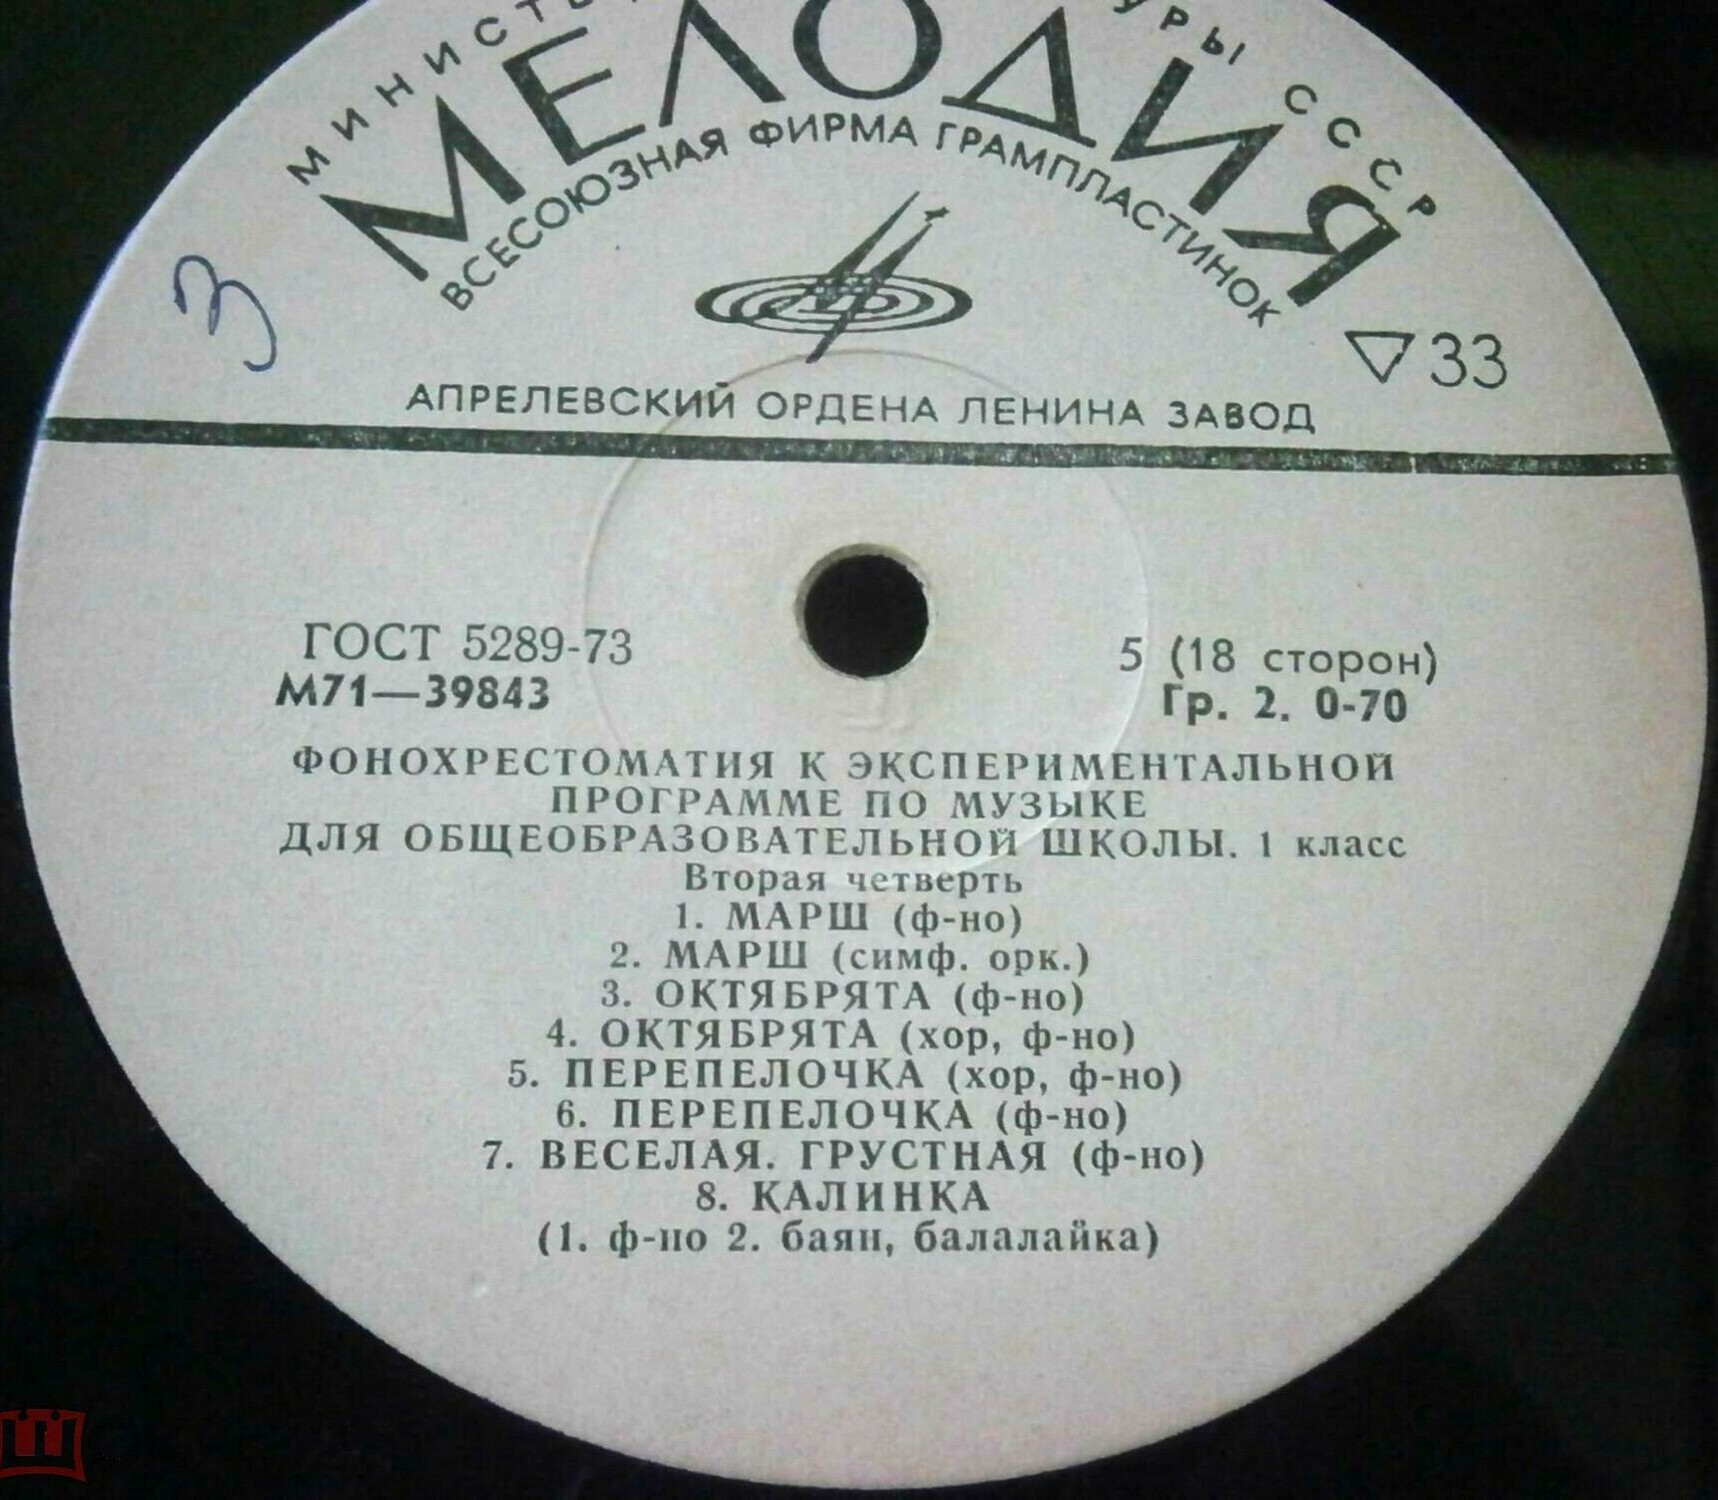 СССР
МЕЛОДИЯ
ВСЕСОЮЗНАЯ ФИРМА ГРАМПЛАСТИНОК
3
▽33
АПРЕЛЕВСКИЙ ОРДЕНА ЛЕНИНА ЗАВОД
ГОСТ 5289-73
5 (18 сторон)
М71—39843
Гр. 2. 0-70
ФОНОХРЕСТОМАТИЯ К ЭКСПЕРИМЕНТАЛЬНОЙ
ПРОГРАММЕ ПО МУЗЫКЕ
ДЛЯ ОБЩЕОБРАЗОВАТЕЛЬНОЙ ШКОЛЫ. 1 класс
Вторая четверть
1. МАРШ (ф-но)
2. МАРШ (симф. орк.)
3. ОКТЯБРЯТА (ф-но)
4. ОКТЯБРЯТА (хор, ф-но)
5. ПЕРЕПЕЛОЧКА (хор, ф-но)
6. ПЕРЕПЕЛОЧКА (ф-но)
7. ВЕСЕЛАЯ. ГРУСТНАЯ (ф-но)
8. КАЛИНКА
(1. ф-но 2. баян, балалайка)